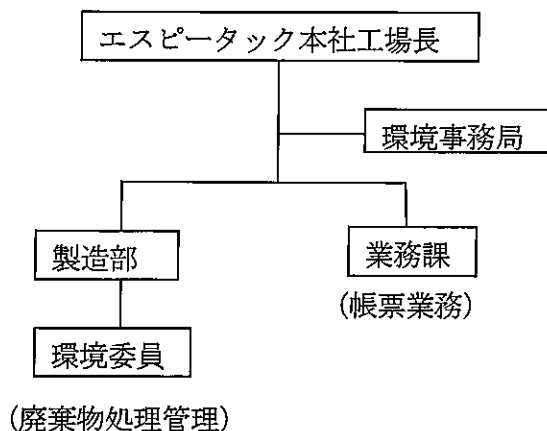 エスピータック本社工場長
環境事務局
製造部
業務課
(帳票業務)
環境委員
(廃棄物処理管理)